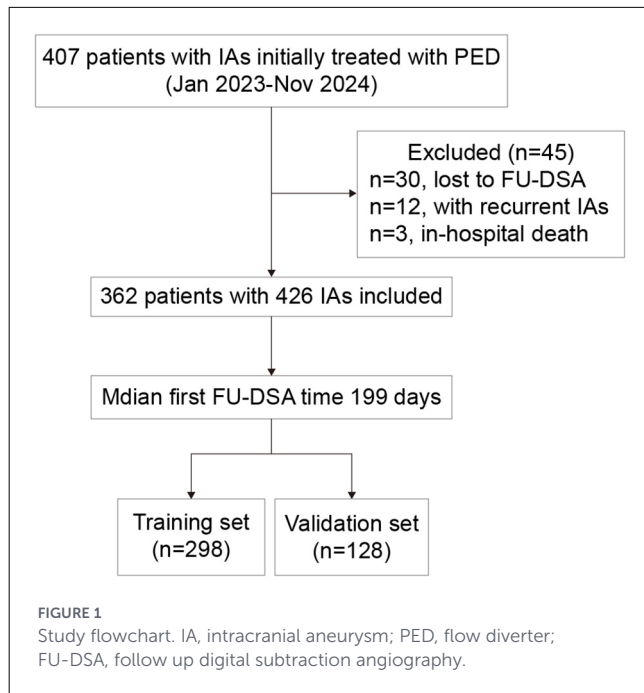 407 patients with IAs initially treated with PED
(Jan 2023-Nov 2024)
Excluded (n=45)
n=30, lost to FU-DSA
n=12, with recurrent IAs
n=3, in-hospital death
362 patients with 426 IAs included
Mdian first FU-DSA time 199 days
Training set
(n=298)
Validation set
(n=128)
FIGURE 1
Study flowchart. IA, intracranial aneurysm; PED, flow diverter;
FU-DSA, follow up digital subtraction angiography.